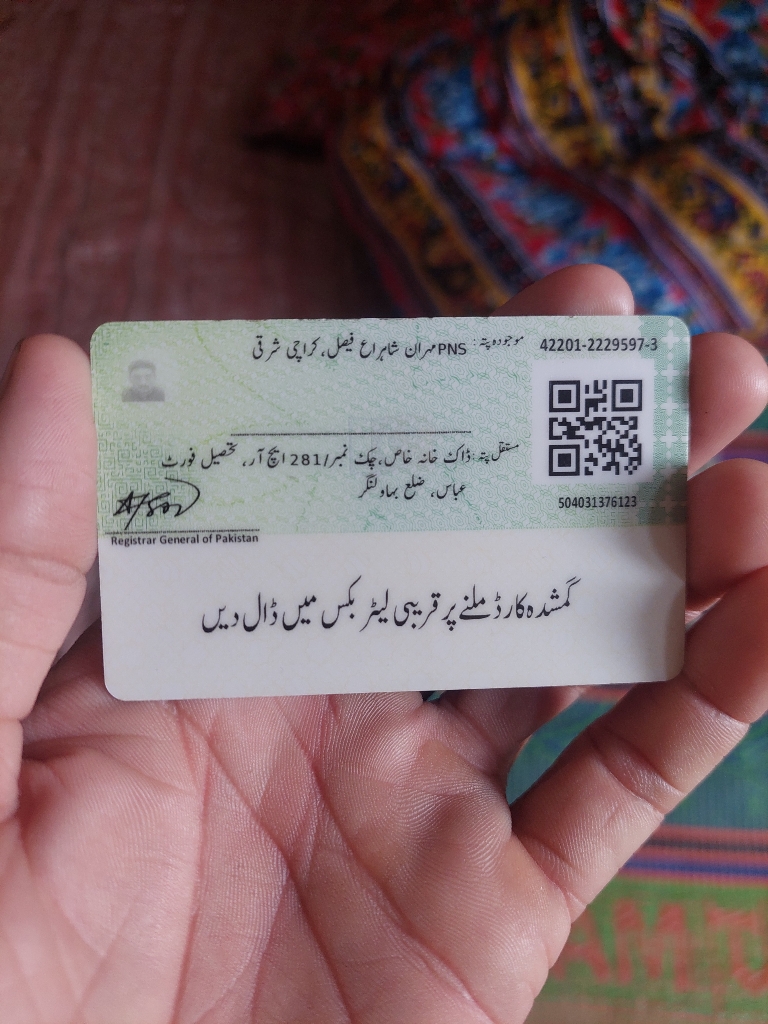 موجودہ پتہ: PNS مہران شاہراع فیصل، کراچی شرقی
42201-2229597-3
مستقل پتہ: ڈاک خانہ خاص، چک نمبر/281 ایچ آر، تحصیل فورٹ
عباس، ضلع بہاولنگر
504031376123
Registrar General of Pakistan
گمشدہ کارڈ ملنے پر قریبی لیٹر بکس میں ڈال دیں